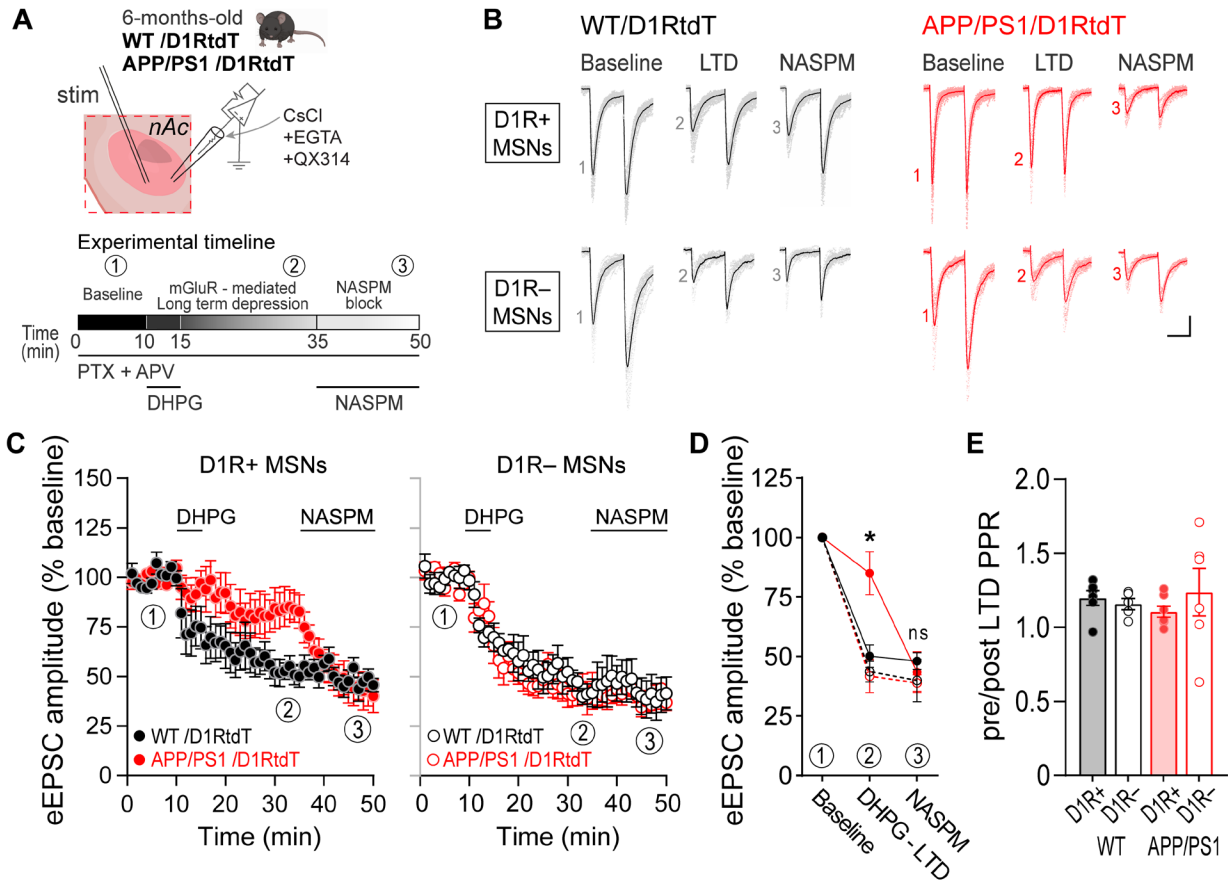 A
6-months-old
WT /D1RtdT
APP/PS1 /D1RtdT
stim
nAc
CsCl
+EGTA
+QX314
Experimental timeline
1 2 3
Baseline
mGluR - mediated
Long term depression
NASPM
block
Time
(min)
0 10 15 35 50
PTX + APV
DHPG NASPM
B
WT/D1RtdT APP/PS1/D1RtdT
Baseline LTD NASPM Baseline LTD NASPM
D1R+
MSNs
1 2 3 1 2 3
D1R–
MSNs
1 2 3 1 2 3
C
eEPSC amplitude (% baseline)
150
125
100
75
50
25
0
D1R+ MSNs
DHPG NASPM
1 2 3
WT /D1RtdT
APP/PS1 /D1RtdT
0 10 20 30 40 50
Time (min)
D1R– MSNs
DHPG NASPM
1 2 3
WT /D1RtdT
APP/PS1 /D1RtdT
0 10 20 30 40 50
Time (min)
D
eEPSC amplitude (% baseline)
125
100
75
50
25
0
*
ns
1 2 3
Baseline
DHPG - LTD
NASPM
E
pre/post LTD PPR
2.0
1.5
1.0
0.5
0
D1R+ D1R– D1R+ D1R–
WT APP/PS1